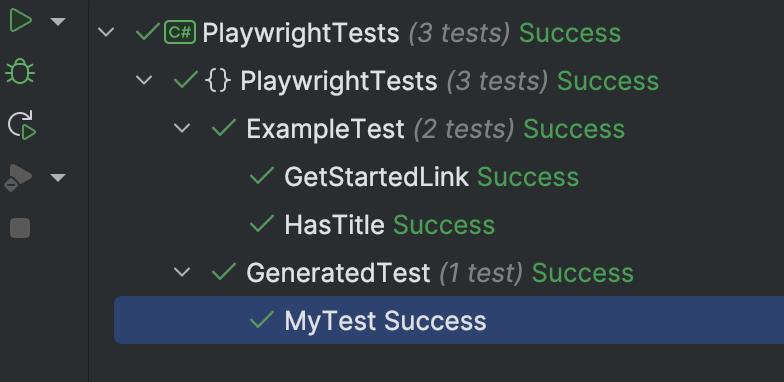 C# PlaywrightTests (3 tests) Success
{} PlaywrightTests (3 tests) Success
ExampleTest (2 tests) Success
GetStartedLink Success
HasTitle Success
GeneratedTest (1 test) Success
MyTest Success